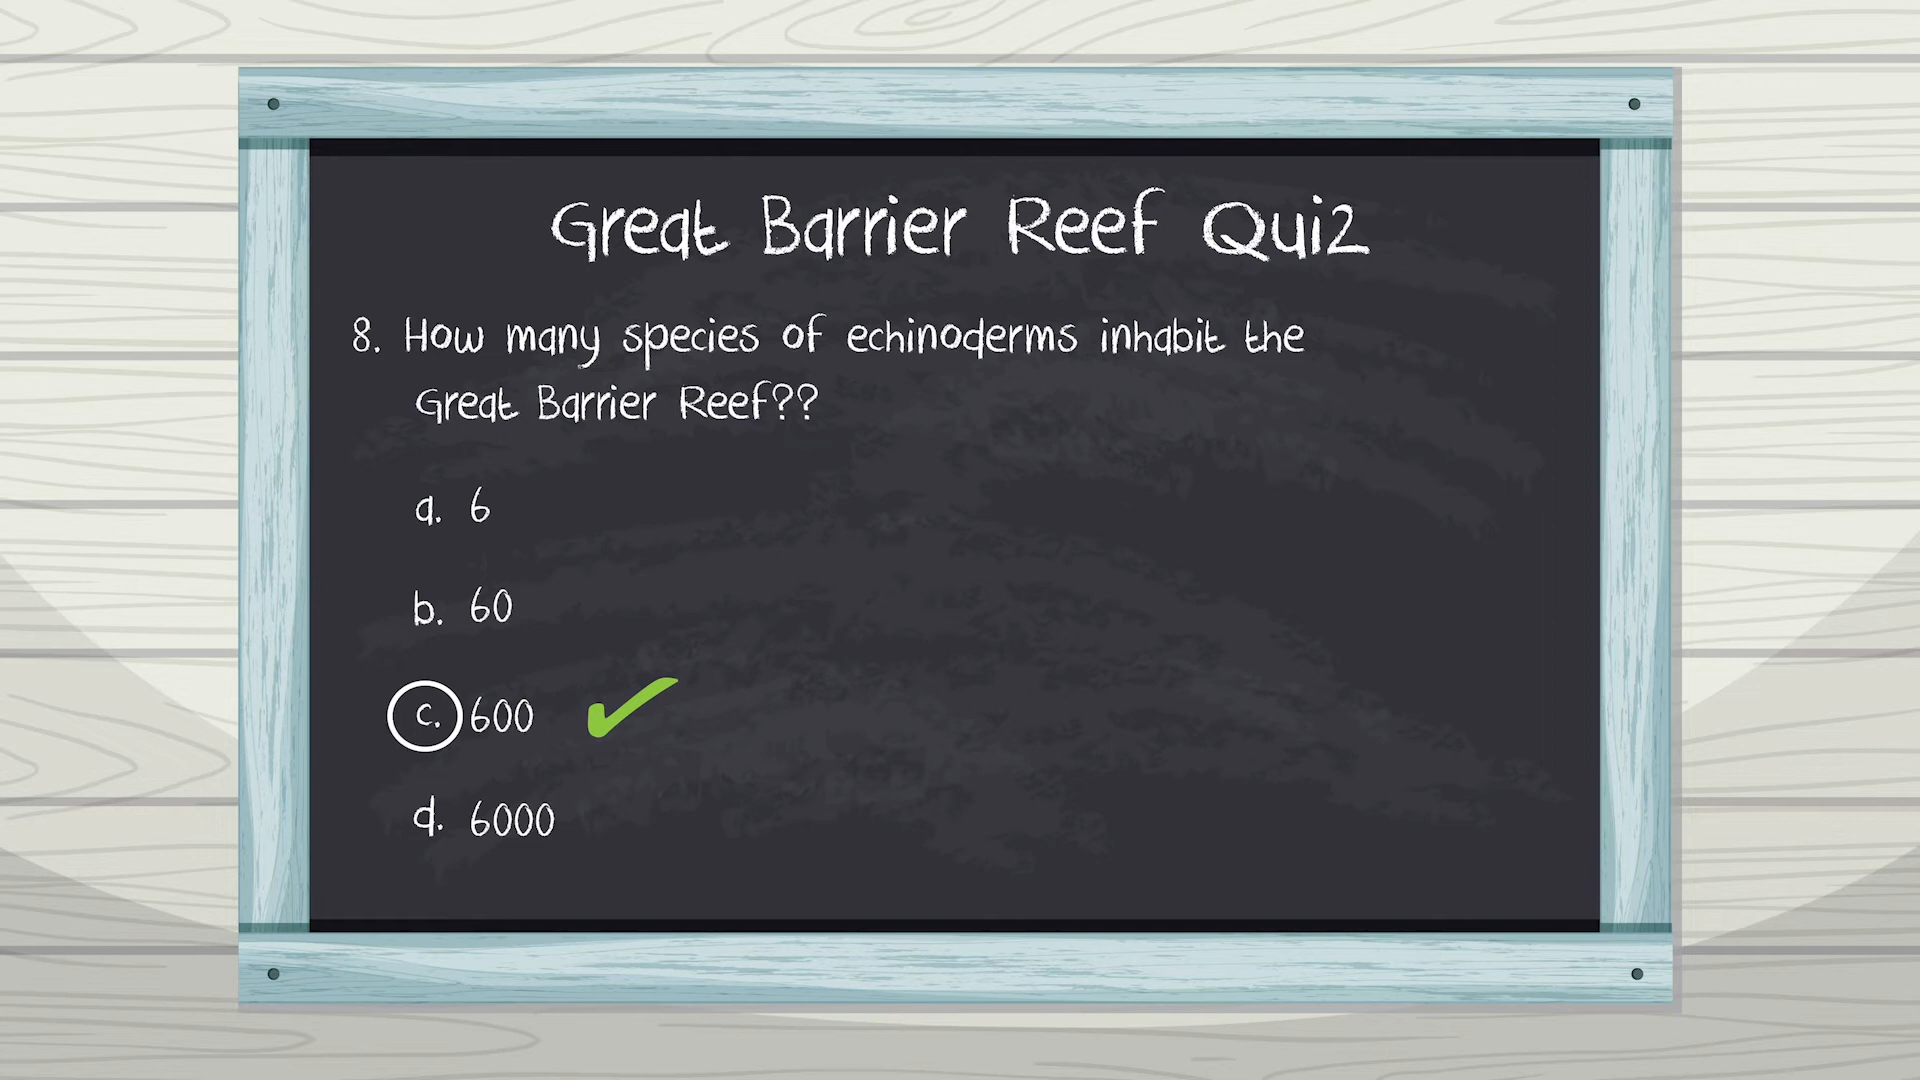 Great Barrier Reef Quiz
8. How many species of echinoderms inhabit the
Great Barrier Reef??
a. 6
b. 60
c. 600
d. 6000